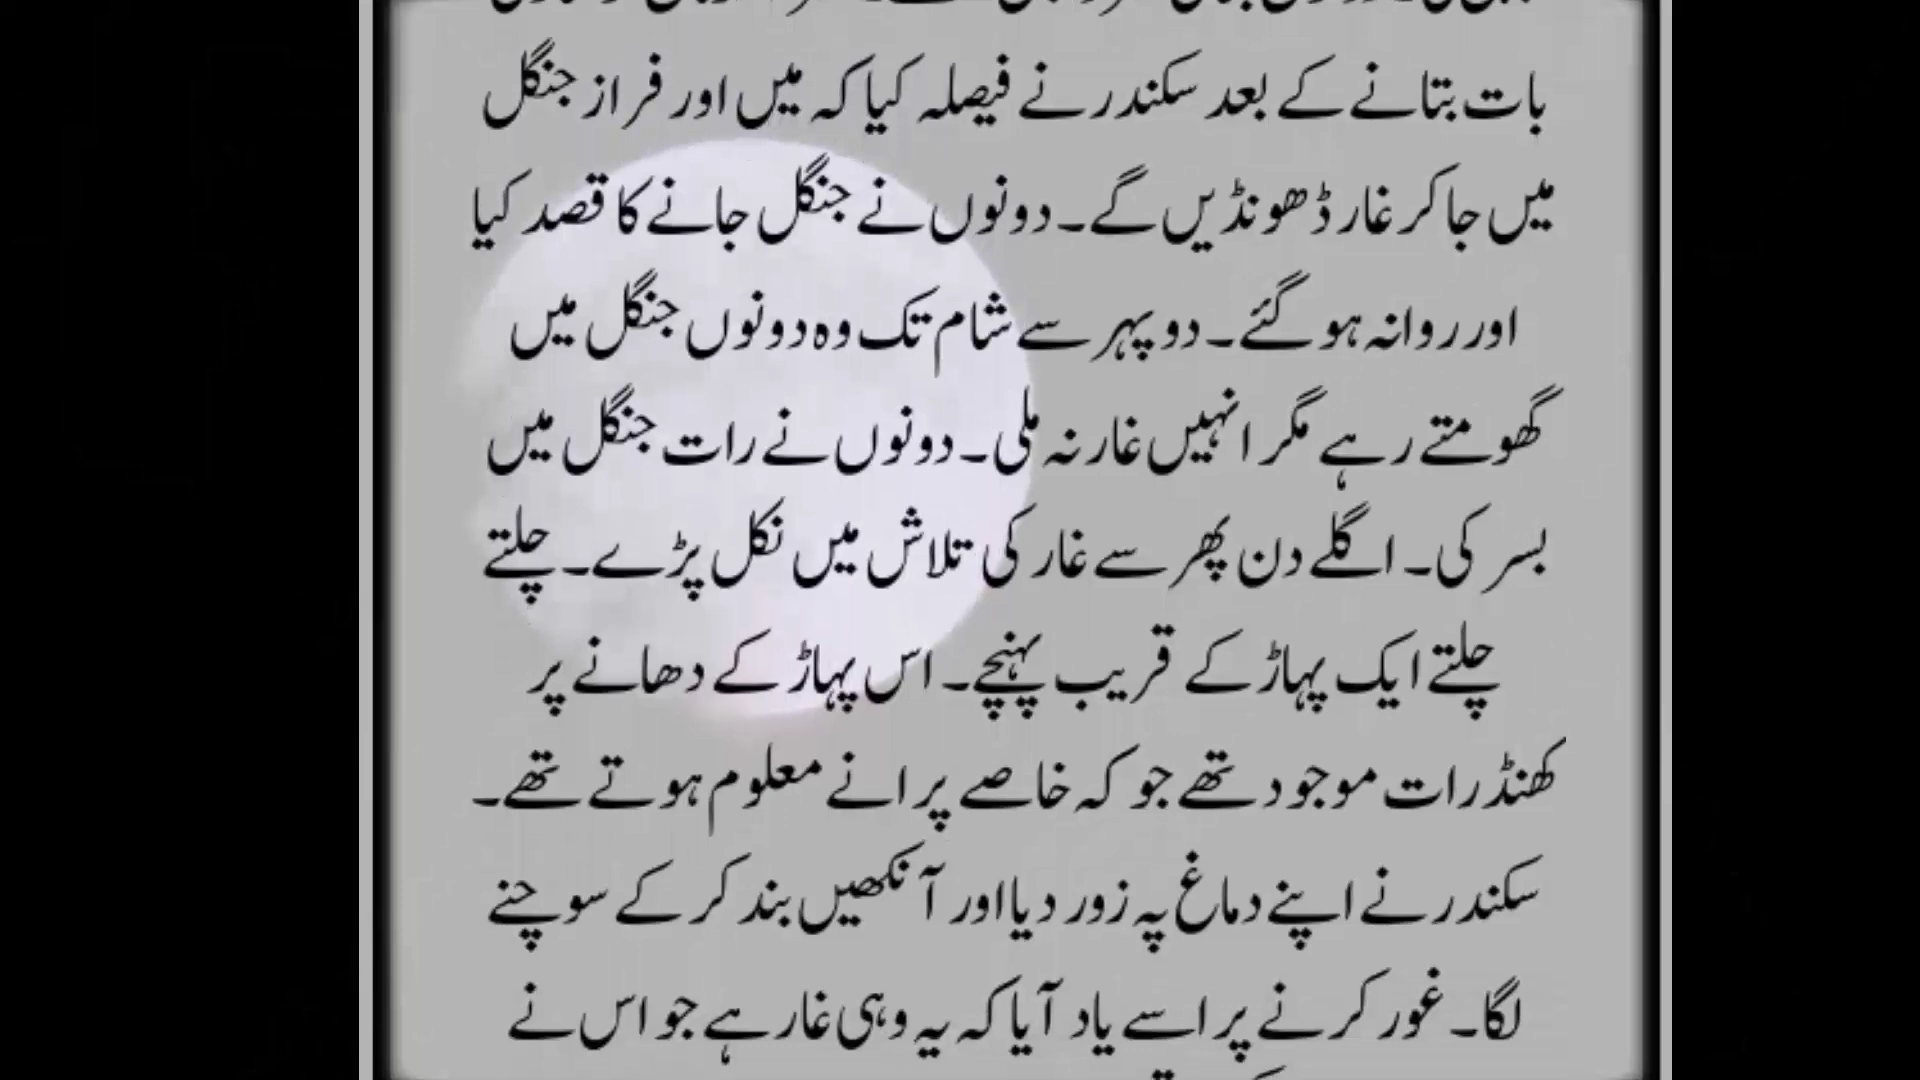 بات بتانے کے بعد سکندر نے فیصلہ کیا کہ میں اور فراز جنگل
میں جا کر غار ڈھونڈیں گے۔ دونوں نے جنگل جانے کا قصد کیا
اور روانہ ہو گئے۔ دوپہر سے شام تک وہ دونوں جنگل میں
گھومتے رہے مگر انہیں غار نہ ملی۔ دونوں نے رات جنگل میں
بسر کی۔ اگلے دن پھر سے غار کی تلاش میں نکل پڑے۔ چلتے
چلتے ایک پہاڑ کے قریب پہنچے۔ اس پہاڑ کے دھانے پر
کھنڈرات موجود تھے جو کہ خاصے پرانے معلوم ہوتے تھے۔
سکندر نے اپنے دماغ پہ زور دیا اور آنکھیں بند کر کے سوچنے
لگا۔ غور کرنے پر اسے یاد آیا کہ یہ وہی غار ہے جو اس نے